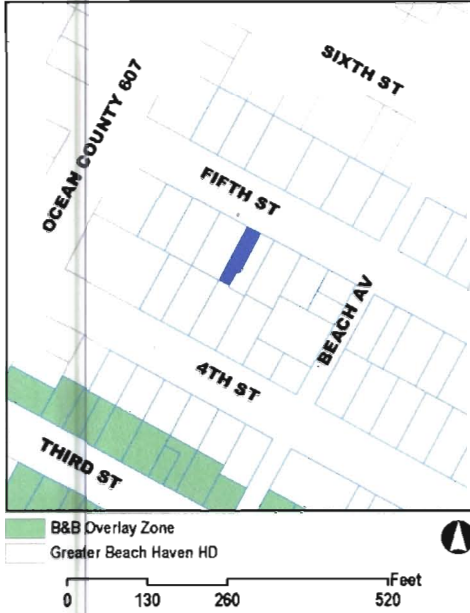 SIXTH ST
OCEAN COUNTY 607
FIFTH ST
BEACH AV
4TH ST
THIRD ST
B&B Overlay Zone
Greater Beach Haven HD
Feet
0 130 260 520